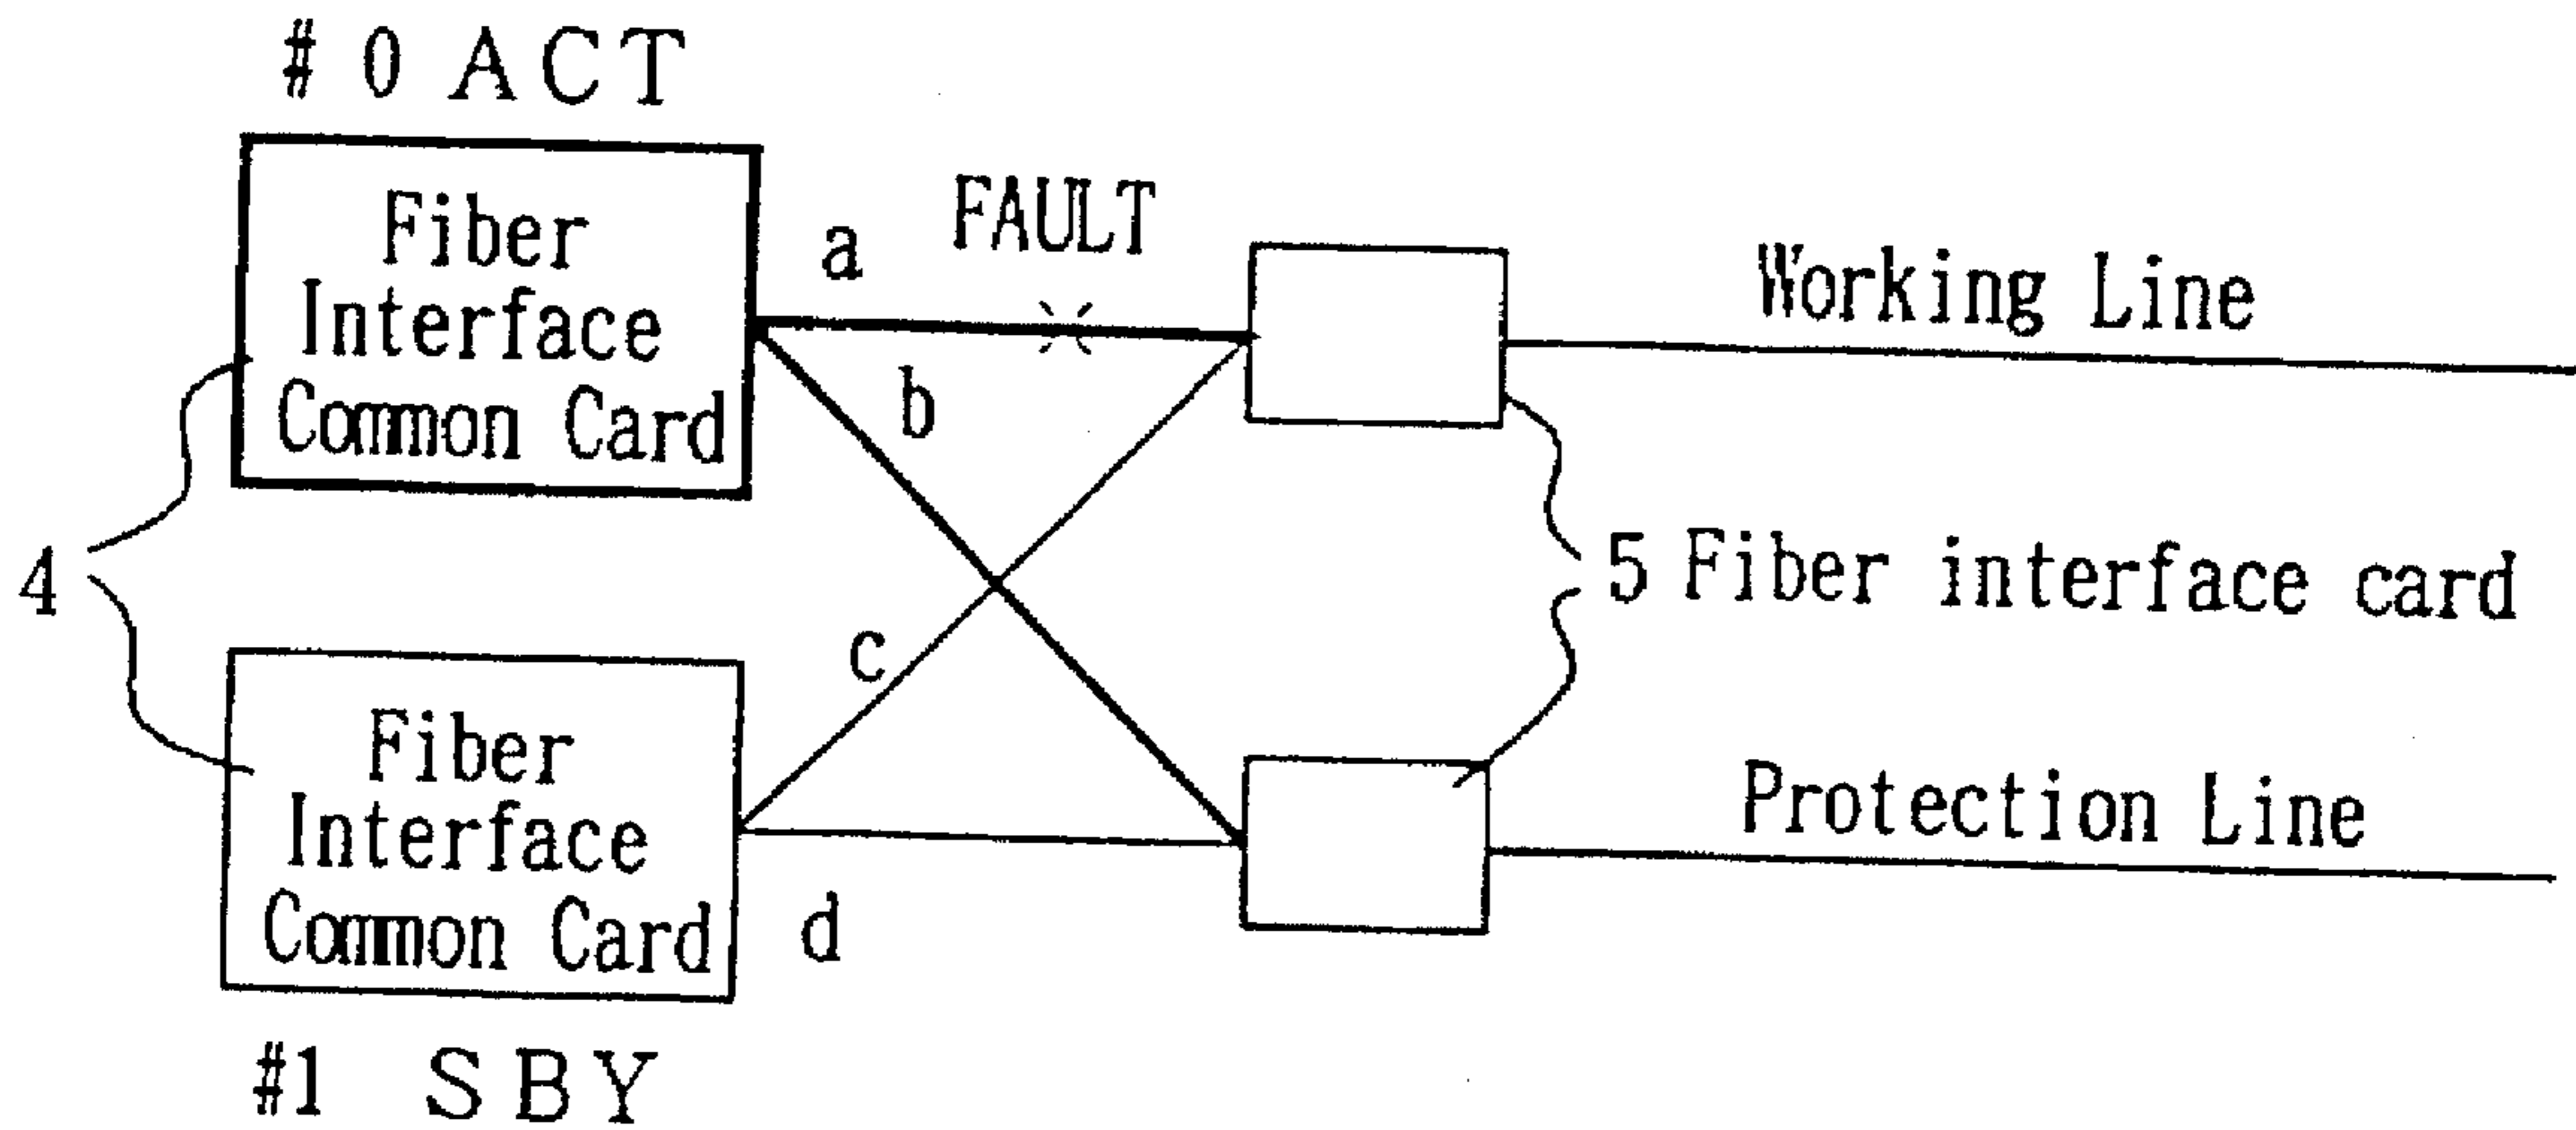 # 0 ACT
Fiber
Interface
Common Card
a
FAULT
b
Working Line
4
5 Fiber interface card
c
Fiber
Interface
Common Card
d
Protection Line
#1 SBY